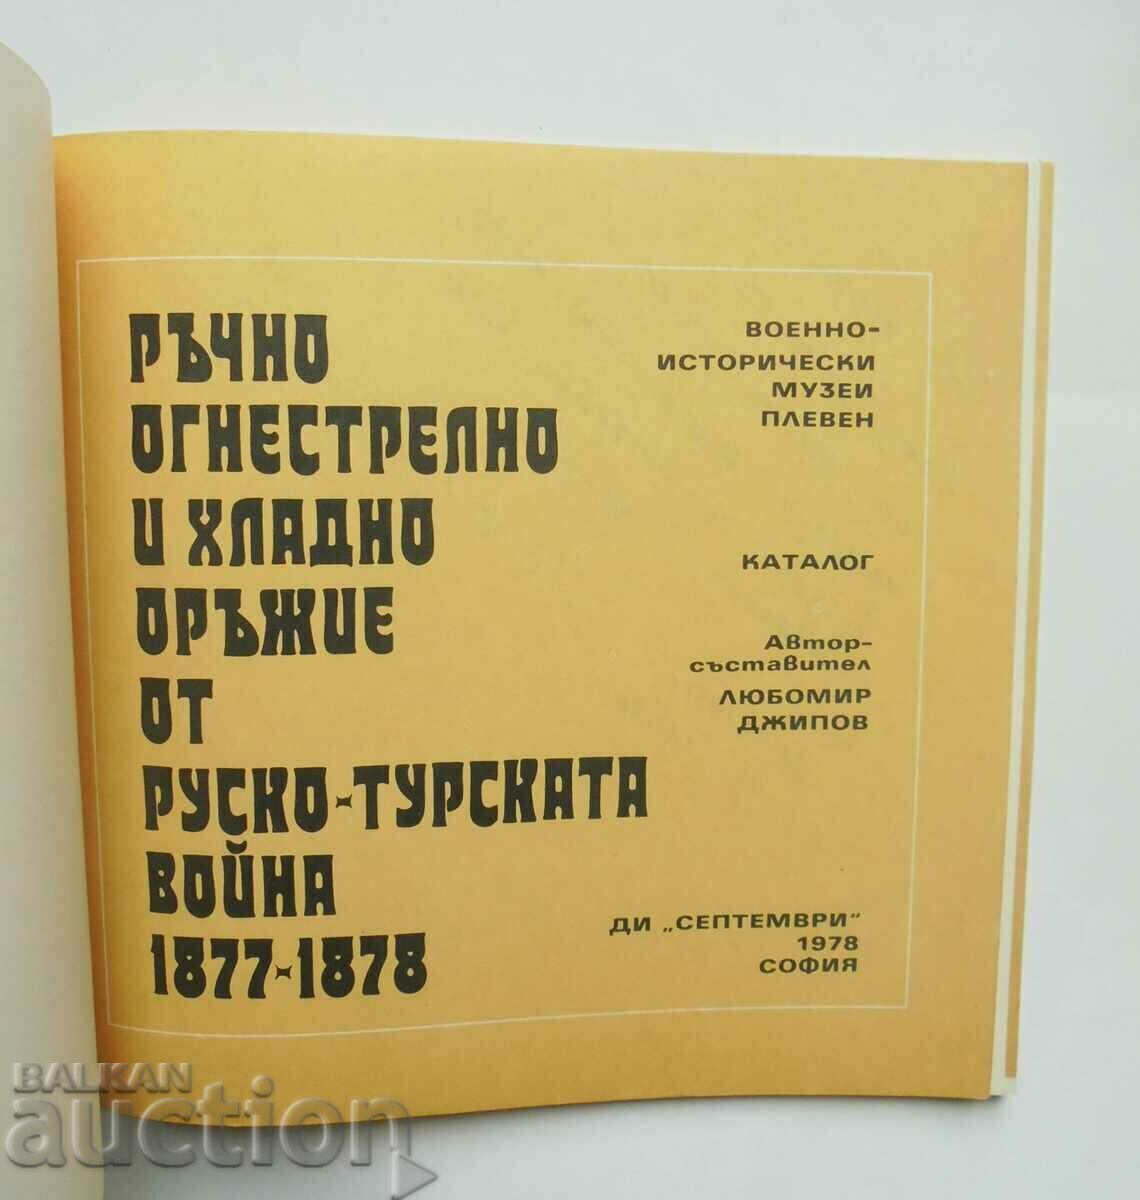 РЪЧНО
ОГНЕСТРЕЛНО
И ХЛАДНО
ОРЪЖИЕ
ОТ
РУСКО-ТУРСКАТА
ВОЙНА
1877-1878
ВОЕННО-
ИСТОРИЧЕСКИ
МУЗЕИ
ПЛЕВЕН
КАТАЛОГ
Автор-
съставител
ЛЮБОМИР
ДЖИПОВ
ДИ „СЕПТЕМВРИ"
1978
СОФИЯ
BALKAN
auction